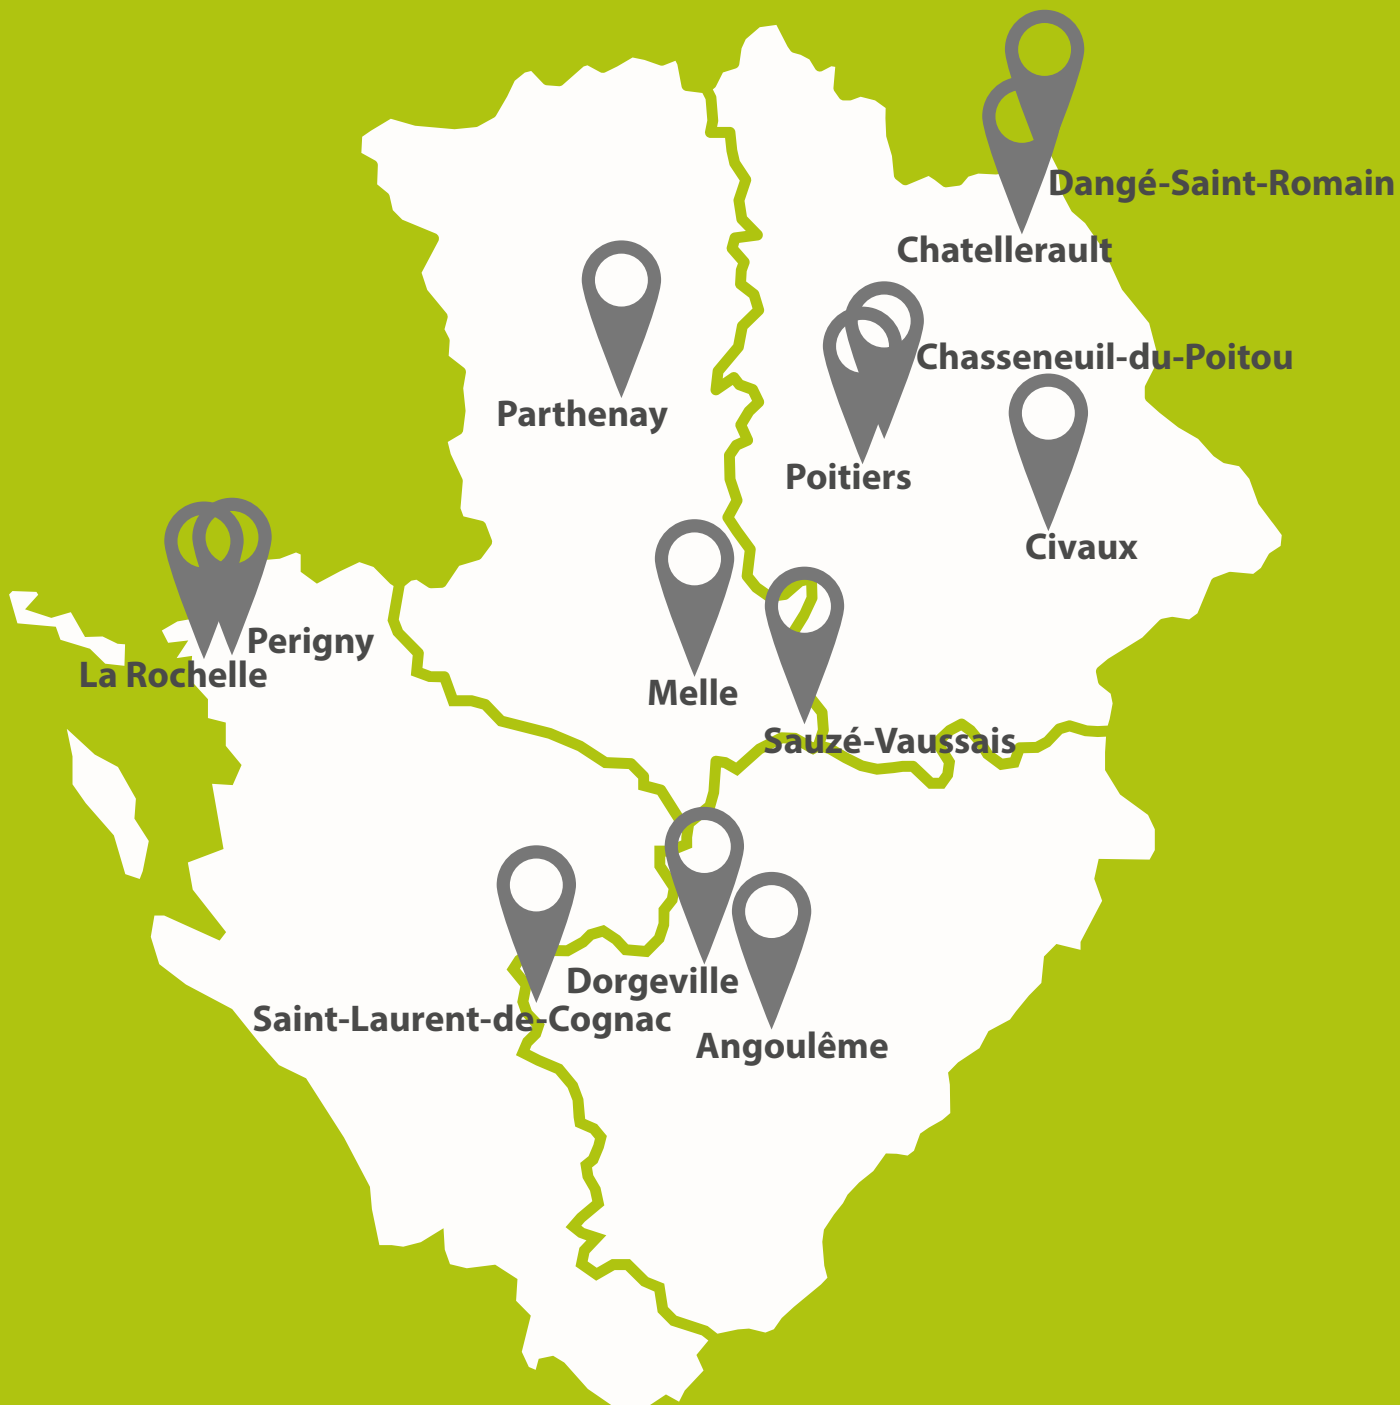 Dangé-Saint-Romain
Chatellerault
Chasseneuil-du-Poitou
Parthenay
Poitiers
Civaux
Perigny
La Rochelle
Melle
Sauzé-Vaussais
Dorgeville
Saint-Laurent-de-Cognac
Angoulême